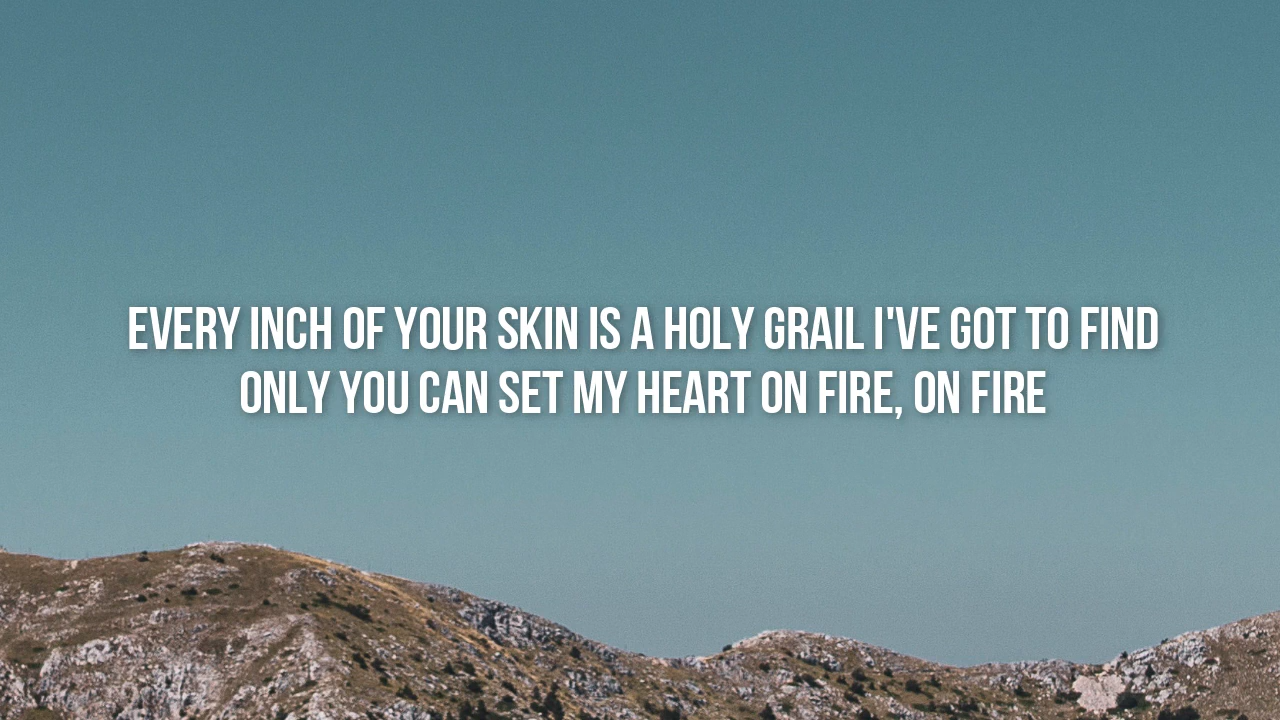 EVERY INCH OF YOUR SKIN IS A HOLY GRAIL I'VE GOT TO FIND
ONLY YOU CAN SET MY HEART ON FIRE, ON FIRE